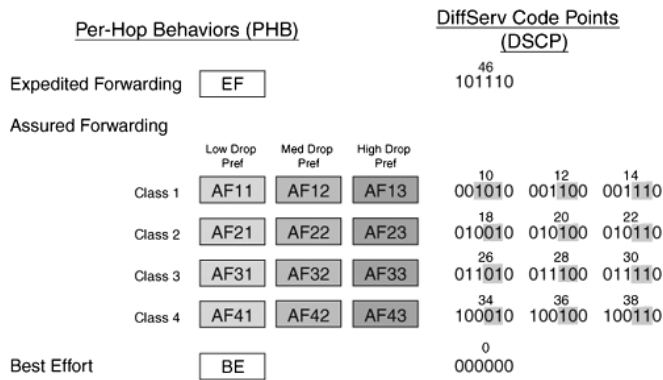 Per-Hop Behaviors (PHB)
DiffServ Code Points
(DSCP)
46
Expedited Forwarding EF 101110
Assured Forwarding
Low Drop Pref Med Drop Pref High Drop Pref
10 12 14
Class 1 AF11 AF12 AF13 001010 001100 001110
18 20 22
Class 2 AF21 AF22 AF23 010010 010100 010110
26 28 30
Class 3 AF31 AF32 AF33 011010 011100 011110
34 36 38
Class 4 AF41 AF42 AF43 100010 100100 100110
0
Best Effort BE 000000